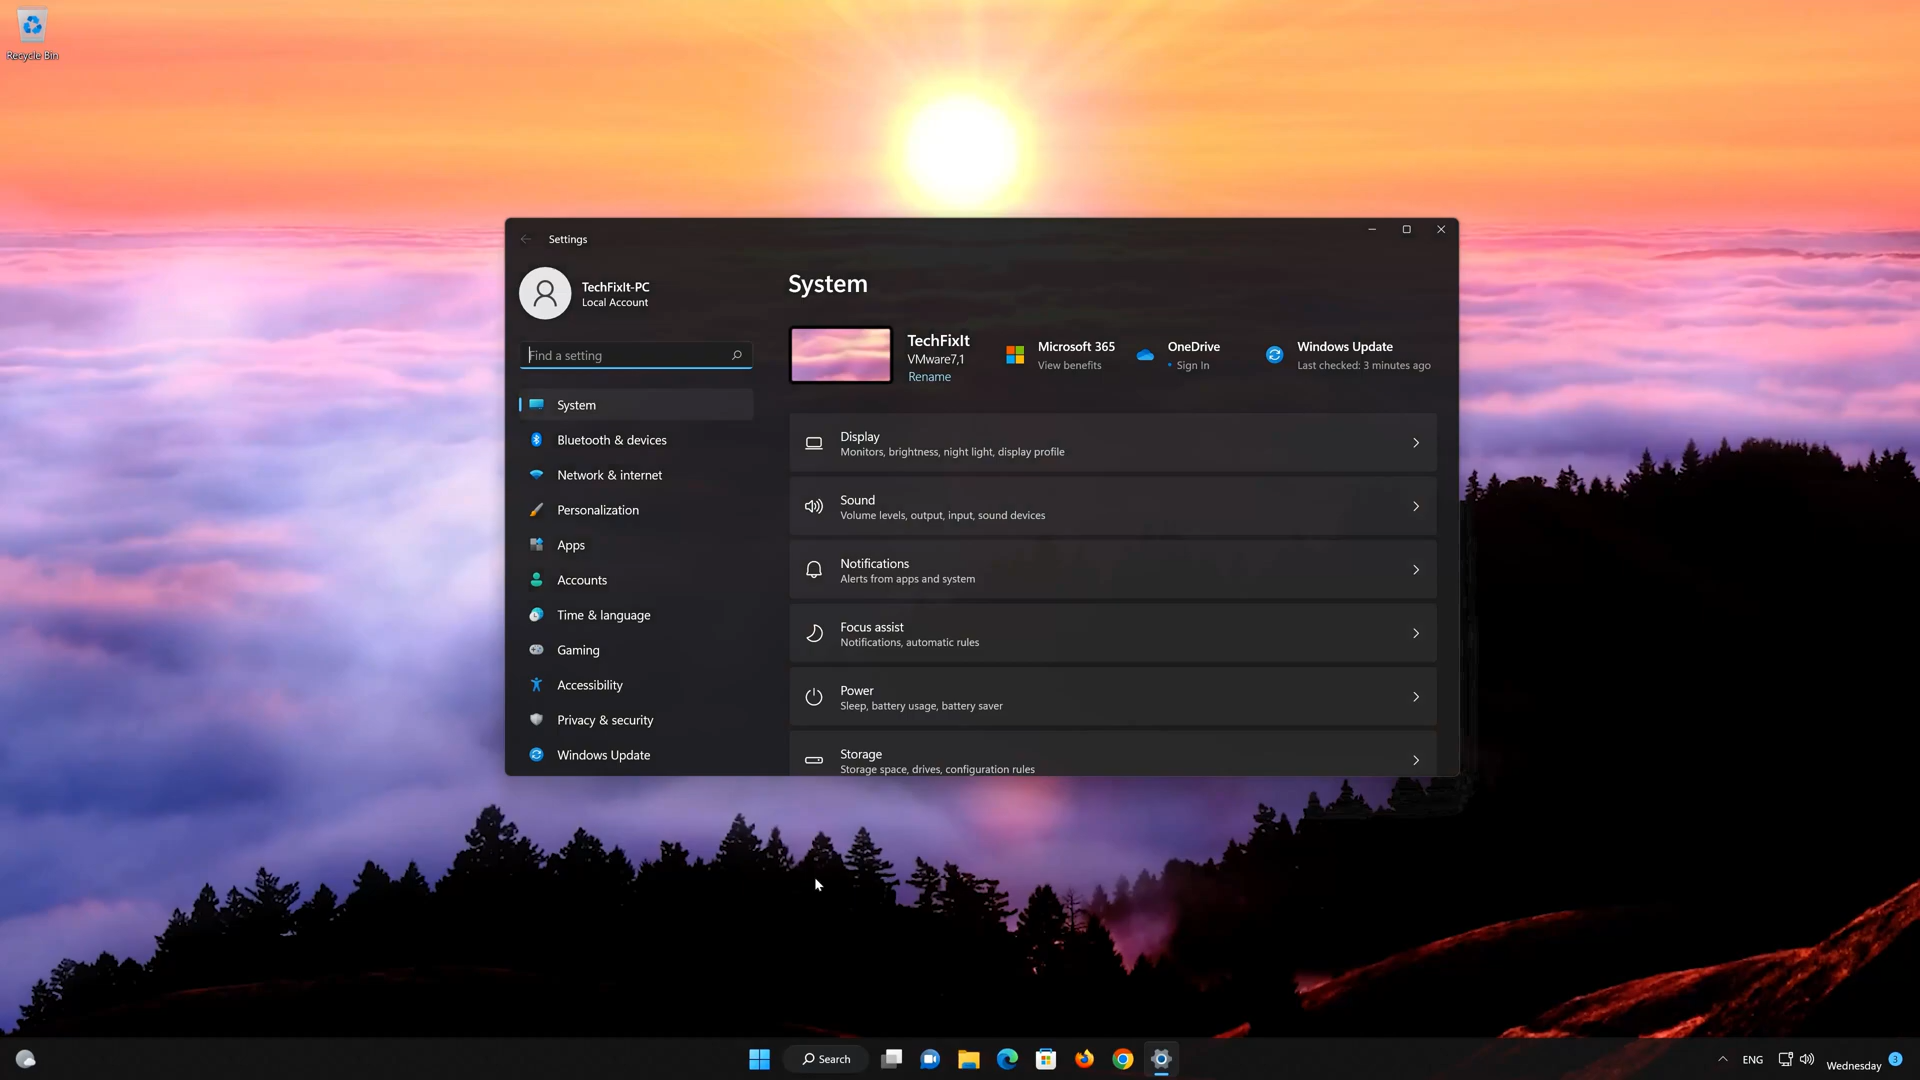 Recycle Bin
Settings
TechFixIt-PC
Local Account
Find a setting
System
Bluetooth & devices
Network & internet
Personalization
Apps
Accounts
Time & language
Gaming
Accessibility
Privacy & security
Windows Update
System
TechFixIt
VMware7,1
Rename
Microsoft 365
View benefits
OneDrive
• Sign In
Windows Update
Last checked: 3 minutes ago
Display
Monitors, brightness, night light, display profile
Sound
Volume levels, output, input, sound devices
Notifications
Alerts from apps and system
Focus assist
Notifications, automatic rules
Power
Sleep, battery usage, battery saver
Storage
Storage space, drives, configuration rules
Search
ENG
Wednesday
3